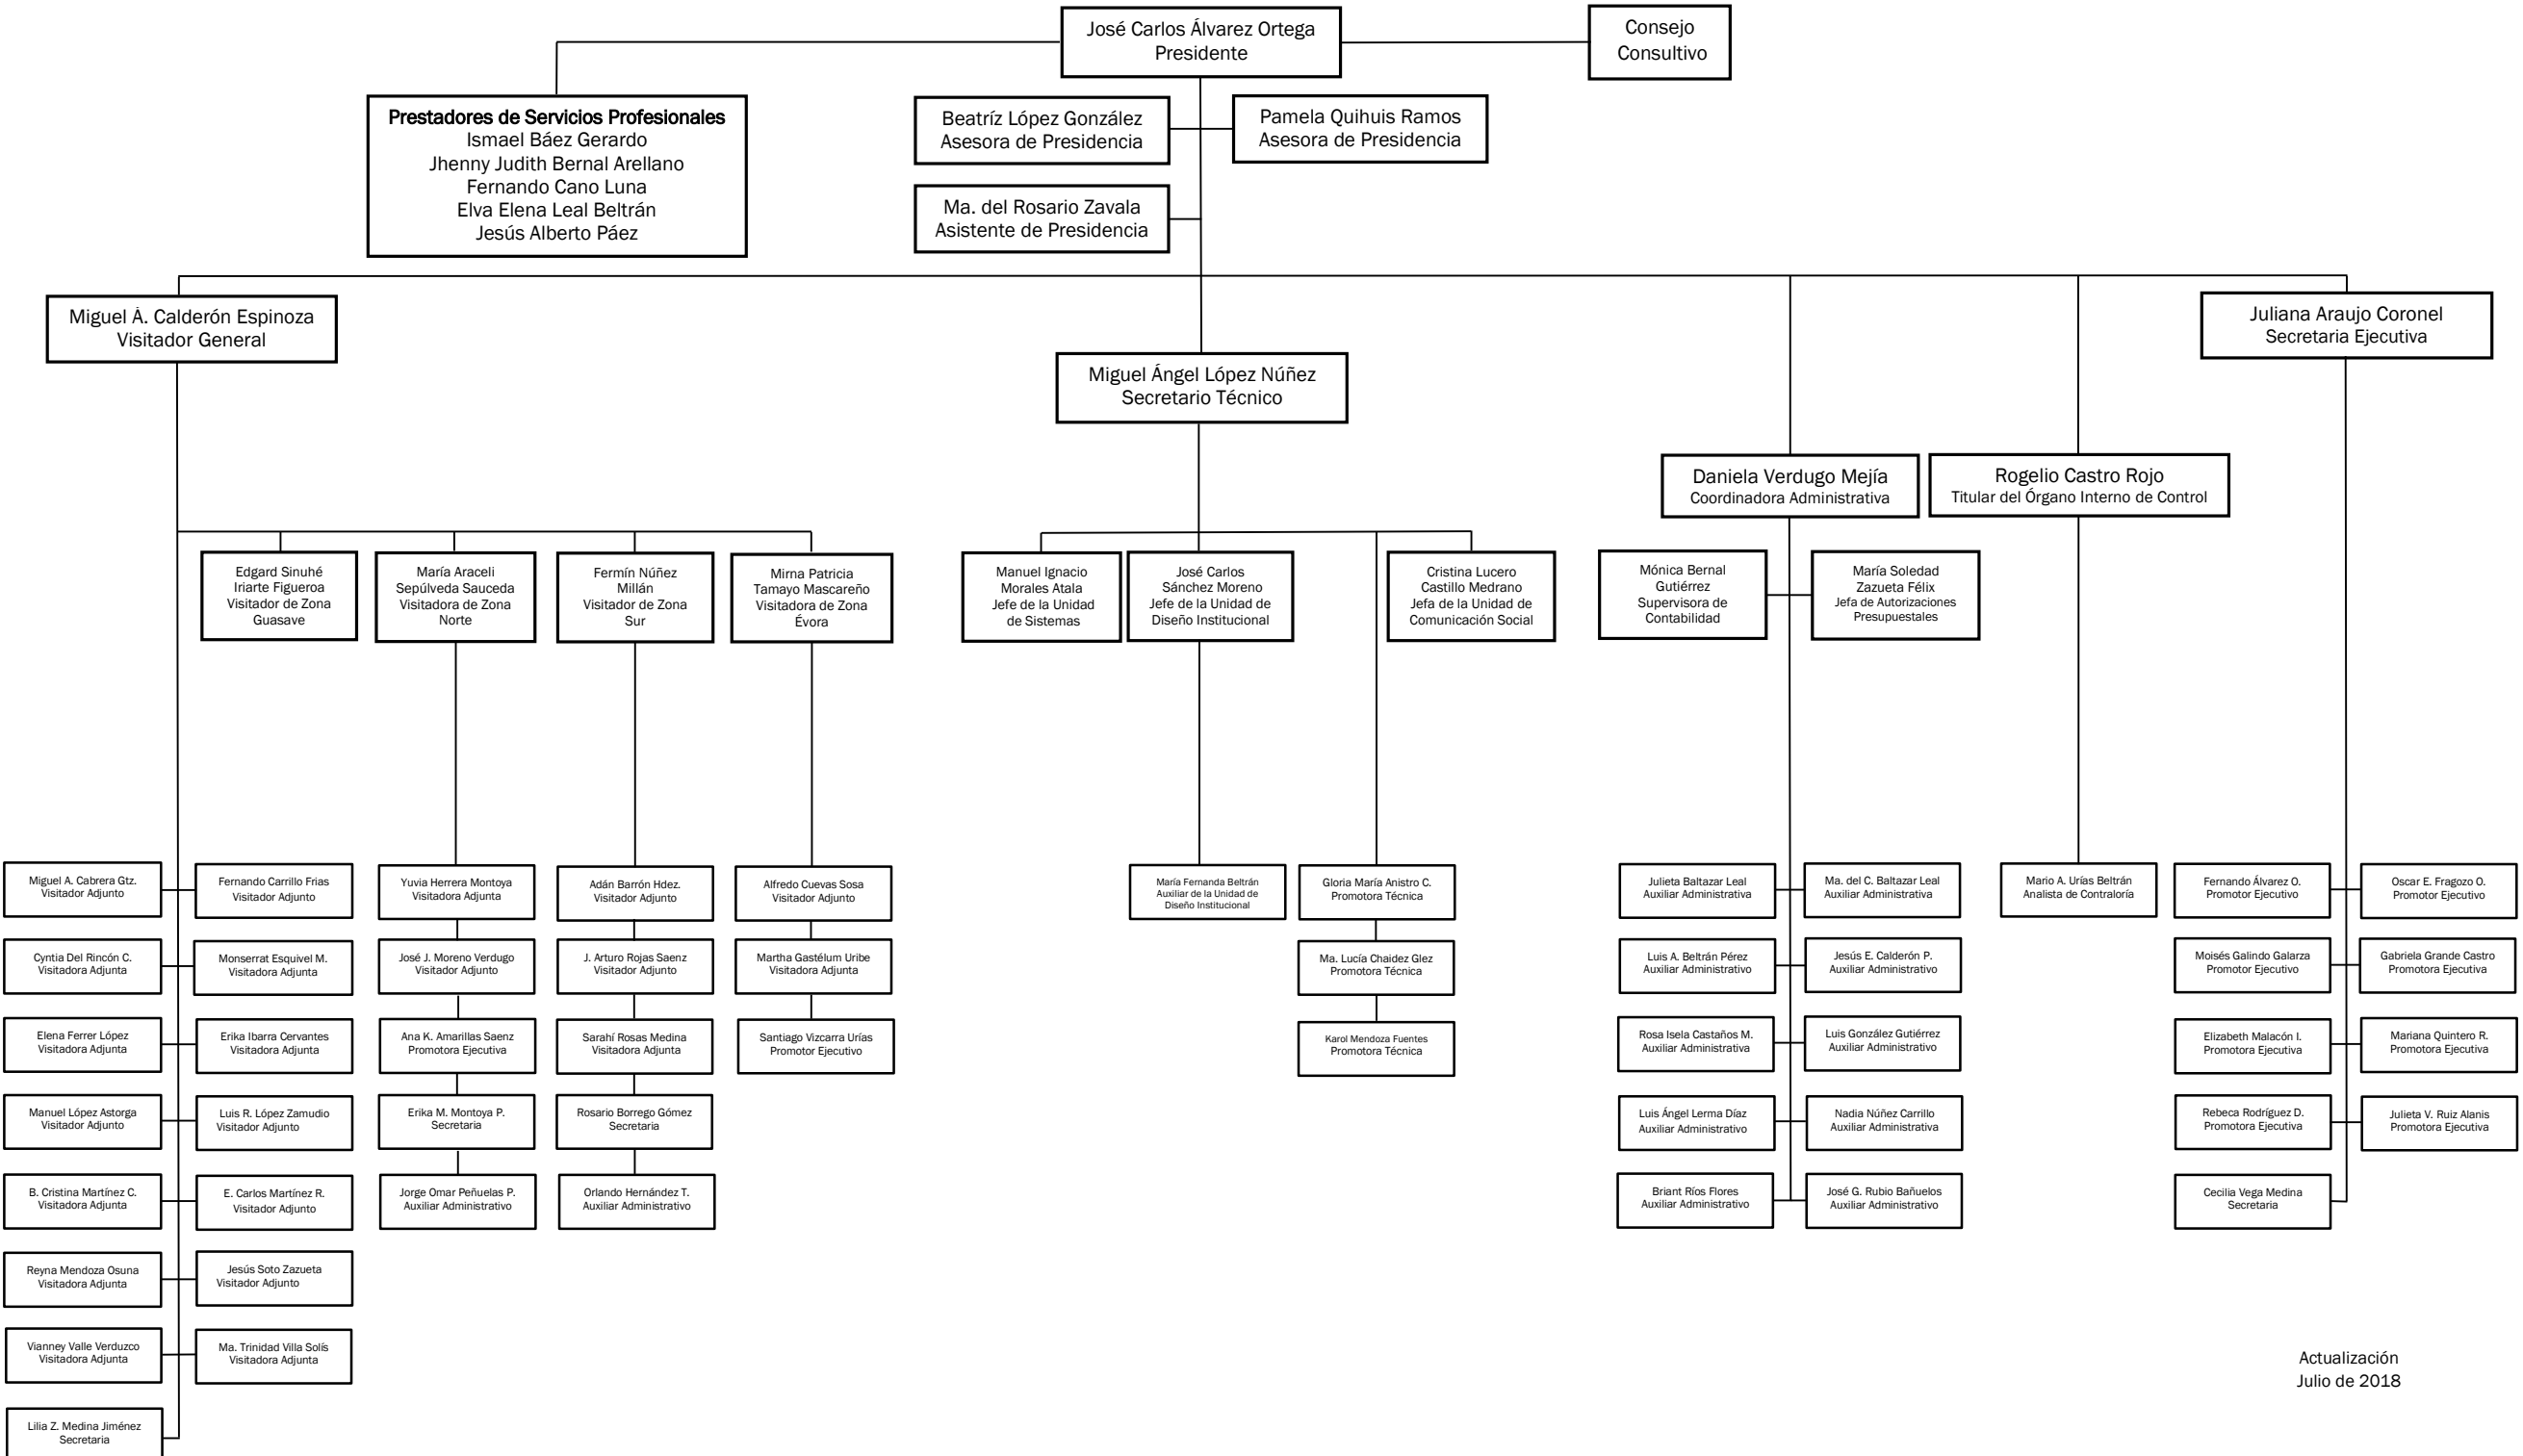 José Carlos Álvarez Ortega
Presidente
Consejo
Consultivo
Prestadores de Servicios Profesionales
Ismael Báez Gerardo
Jhenny Judith Bernal Arellano
Fernando Cano Luna
Elva Elena Leal Beltrán
Jesús Alberto Páez
Beatríz López González
Asesora de Presidencia
Pamela Quihuis Ramos
Asesora de Presidencia
Ma. del Rosario Zavala
Asistente de Presidencia
Miguel Á. Calderón Espinoza
Visitador General
Juliana Araujo Coronel
Secretaria Ejecutiva
Miguel Ángel López Núñez
Secretario Técnico
Daniela Verdugo Mejía
Coordinadora Administrativa
Rogelio Castro Rojo
Titular del Órgano Interno de Control
Edgard Sinuhé
Iriarte Figueroa
Visitador de Zona
Guasave
María Araceli
Sepúlveda Sauceda
Visitadora de Zona
Norte
Fermín Núñez
Millán
Visitador de Zona
Sur
Mirna Patricia
Tamayo Mascareño
Visitadora de Zona
Évora
Manuel Ignacio
Morales Atala
Jefe de la Unidad
de Sistemas
José Carlos
Sánchez Moreno
Jefe de la Unidad de
Diseño Institucional
Cristina Lucero
Castillo Medrano
Jefa de la Unidad de
Comunicación Social
Mónica Bernal
Gutiérrez
Supervisora de
Contabilidad
María Soledad
Zazueta Félix
Jefa de Autorizaciones
Presupuestales
Miguel A. Cabrera Gtz.
Visitador Adjunto
Fernando Carrillo Frias
Visitador Adjunto
Yuvia Herrera Montoya
Visitadora Adjunta
Adán Barrón Hdez.
Visitador Adjunto
Alfredo Cuevas Sosa
Visitador Adjunto
María Fernanda Beltrán
Auxiliar de la Unidad de
Diseño Institucional
Gloria María Anistro C.
Promotora Técnica
Julieta Baltazar Leal
Auxiliar Administrativa
Ma. del C. Baltazar Leal
Auxiliar Administrativa
Mario A. Urías Beltrán
Analista de Contraloría
Fernando Álvarez O.
Promotor Ejecutivo
Oscar E. Fragozo O.
Promotor Ejecutivo
Cyntia Del Rincón C.
Visitadora Adjunta
Monserrat Esquivel M.
Visitadora Adjunta
José J. Moreno Verdugo
Visitador Adjunto
J. Arturo Rojas Saenz
Visitador Adjunto
Martha Gastélum Uribe
Visitadora Adjunta
Ma. Lucía Chaidez Glez
Promotora Técnica
Luis A. Beltrán Pérez
Auxiliar Administrativo
Jesús E. Calderón P.
Auxiliar Administrativo
Moisés Galindo Galarza
Promotor Ejecutivo
Gabriela Grande Castro
Promotora Ejecutiva
Elena Ferrer López
Visitadora Adjunta
Erika Ibarra Cervantes
Visitadora Adjunta
Ana K. Amarillas Saenz
Promotora Ejecutiva
Sarahí Rosas Medina
Visitadora Adjunta
Santiago Vizcarra Urías
Promotor Ejecutivo
Karol Mendoza Fuentes
Promotora Técnica
Rosa Isela Castaños M.
Auxiliar Administrativa
Luis González Gutiérrez
Auxiliar Administrativo
Elizabeth Malacón I.
Promotora Ejecutiva
Mariana Quintero R.
Promotora Ejecutiva
Manuel López Astorga
Visitador Adjunto
Luis R. López Zamudio
Visitador Adjunto
Erika M. Montoya P.
Secretaria
Rosario Borrego Gómez
Secretaria
Luis Ángel Lerma Díaz
Auxiliar Administrativo
Nadia Núñez Carrillo
Auxiliar Administrativa
Rebeca Rodríguez D.
Promotora Ejecutiva
Julieta V. Ruiz Alanis
Promotora Ejecutiva
B. Cristina Martínez C.
Visitadora Adjunta
E. Carlos Martínez R.
Visitador Adjunto
Jorge Omar Peñuelas P.
Auxiliar Administrativo
Orlando Hernández T.
Auxiliar Administrativo
Briant Ríos Flores
Auxiliar Administrativo
José G. Rubio Bañuelos
Auxiliar Administrativo
Cecilia Vega Medina
Secretaria
Reyna Mendoza Osuna
Visitadora Adjunta
Jesús Soto Zazueta
Visitador Adjunto
Vianney Valle Verduzco
Visitadora Adjunta
Ma. Trinidad Villa Solís
Visitadora Adjunta
Lilia Z. Medina Jiménez
Secretaria
Actualización
Julio de 2018